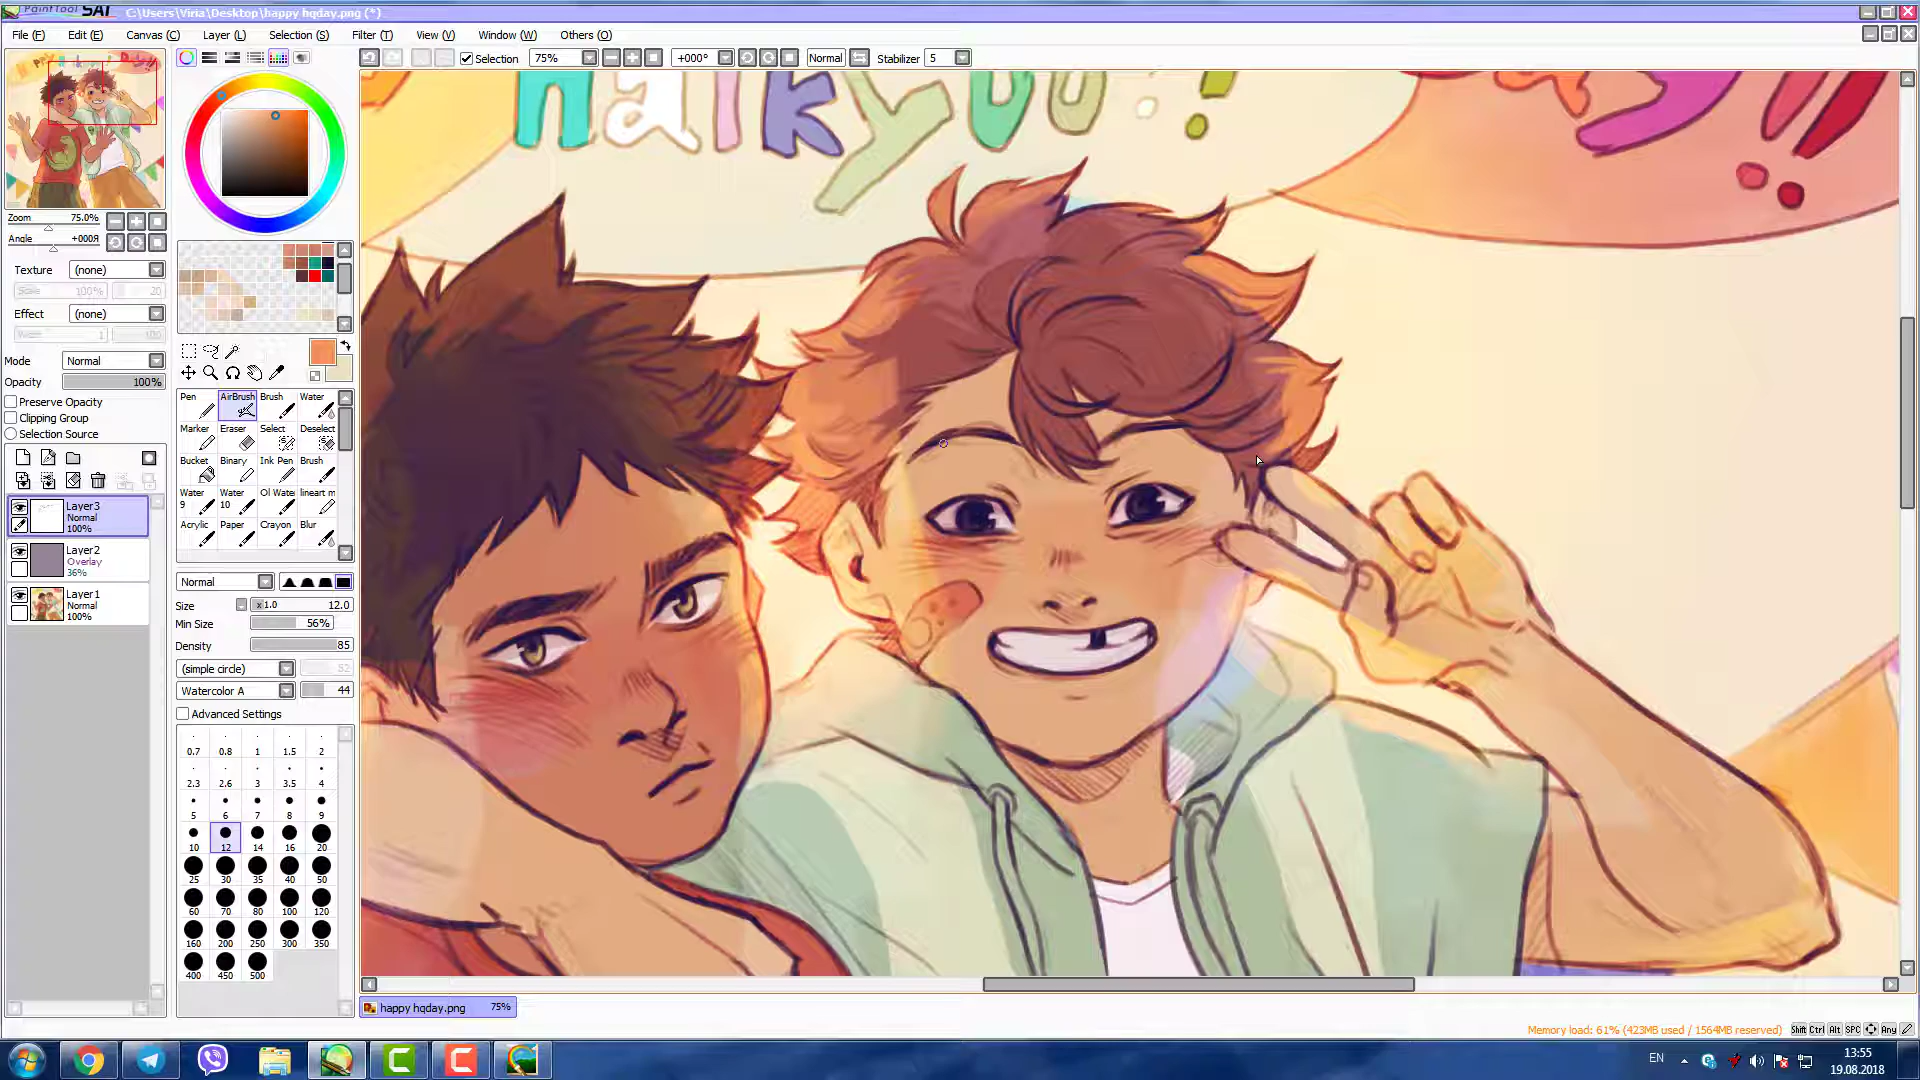 PaintTool SAI C:\Users\Viria\Desktop\happy hqday.png (*)
File (F) Edit (E) Canvas (C) Layer (L) Selection (S) Filter (T) View (V) Window (W) Others (O)
Selection 75% +000° Normal Stabilizer 5
Zoom 75.0%
Angle +000Я
Texture (none)
Scale 100% 20
Effect (none)
Width 1 100
Mode Normal
Opacity 100%
Preserve Opacity
Clipping Group
Selection Source
Layer3
Normal
100%
Layer2
Overlay
36%
Layer1
Normal
100%
Pen AirBrush Brush Water
Marker Eraser Select Deselect
Bucket Binary Ink Pen Brush
Water 9 Water 10 Ol Wate lineart m
Acrylic Paper Crayon Blur
Normal
Size x1.0 12.0
Min Size 56%
Density 85
(simple circle) 52
Watercolor A 44
Advanced Settings
0.7 0.8 1 1.5 2
2.3 2.6 3 3.5 4
5 6 7 8 9
10 12 14 16 20
25 30 35 40 50
60 70 80 100 120
160 200 250 300 350
400 450 500
haikyuu!!
happy hqday.png 75%
Memory load: 61% (423MB used / 1564MB reserved) Shift Ctrl Alt SPC Any
EN 13:55
19.08.2018